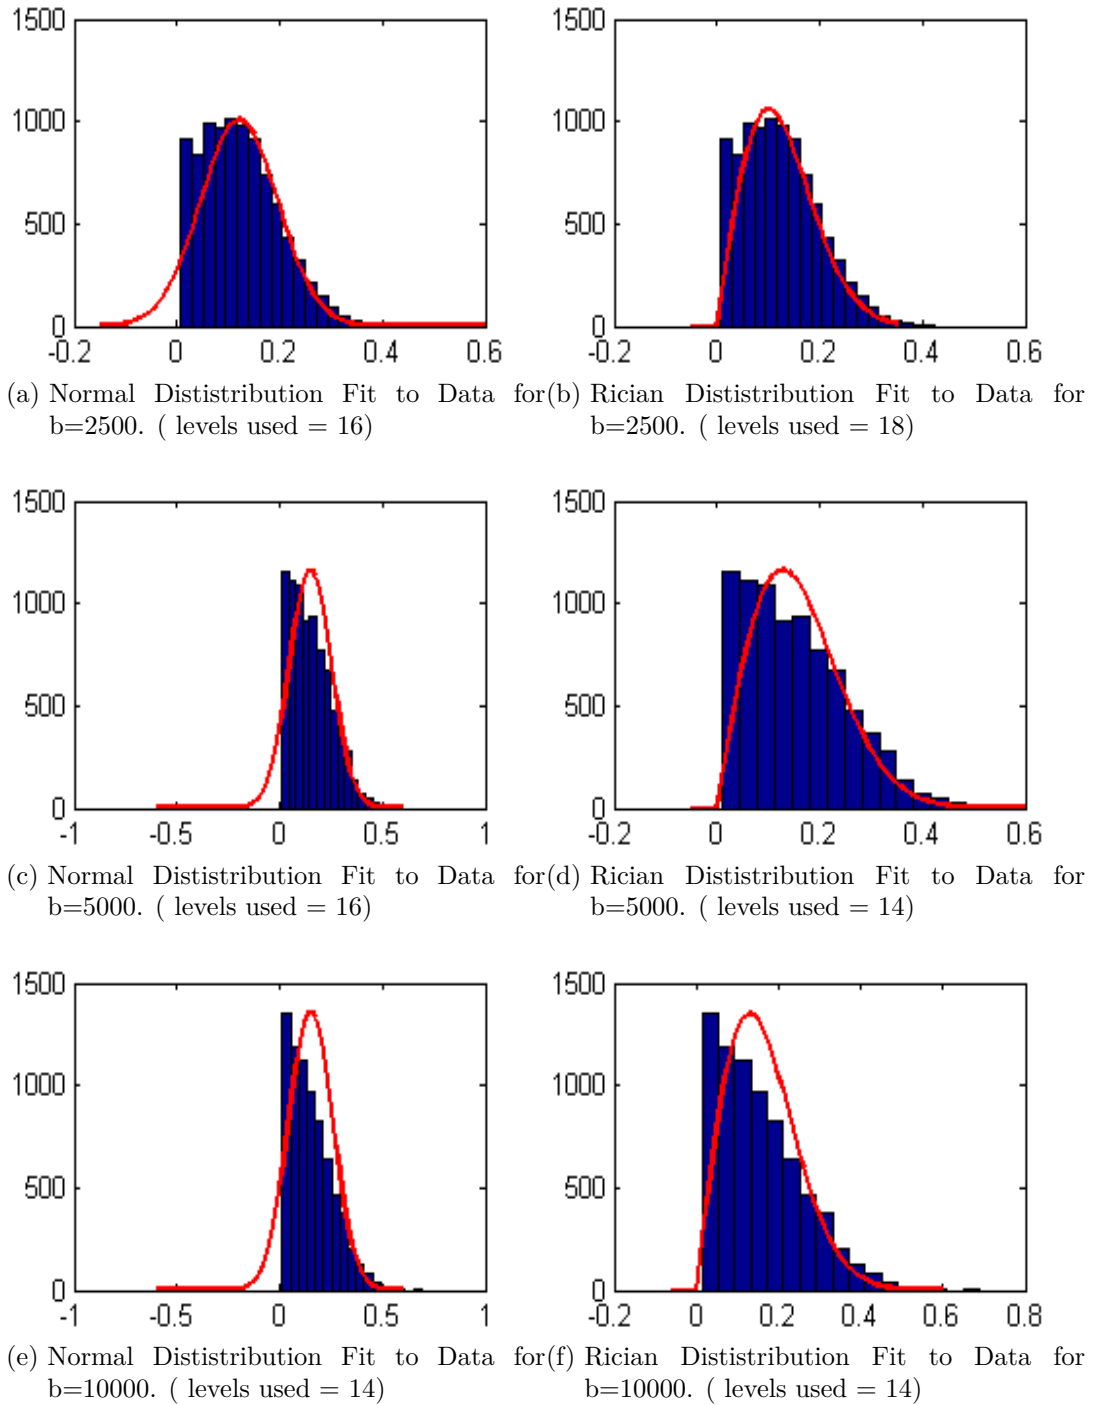 1500
1000
500
0
-0.2 0 0.2 0.4 0.6
1500
1000
500
0
-0.2 0 0.2 0.4 0.6
(a) Normal Dististribution Fit to Data for
b=2500. ( levels used = 16)
(b) Rician Dististribution Fit to Data for
b=2500. ( levels used = 18)
1500
1000
500
0
-1 -0.5 0 0.5 1
1500
1000
500
0
-0.2 0 0.2 0.4 0.6
(c) Normal Dististribution Fit to Data for
b=5000. ( levels used = 16)
(d) Rician Dististribution Fit to Data for
b=5000. ( levels used = 14)
1500
1000
500
0
-1 -0.5 0 0.5 1
1500
1000
500
0
-0.2 0 0.2 0.4 0.6 0.8
(e) Normal Dististribution Fit to Data for
b=10000. ( levels used = 14)
(f) Rician Dististribution Fit to Data for
b=10000. ( levels used = 14)